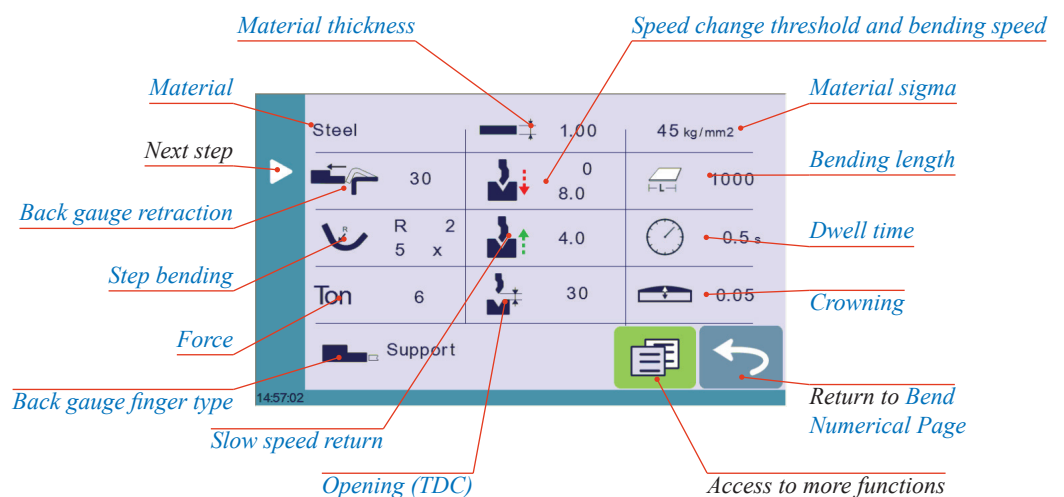 Material thickness
Speed change threshold and bending speed
Material
Material sigma
Next step
Bending length
Back gauge retraction
Dwell time
Step bending
Crowning
Force
Back gauge finger type
Slow speed return
Opening (TDC)
Return to Bend
Numerical Page
Access to more functions
Steel
1.00
45 kg/mm2
30
0
8.0
L
1000
R
R 2
5 x
4.0
0.5 s
Ton
6
30
0.05
Support
14:57:02